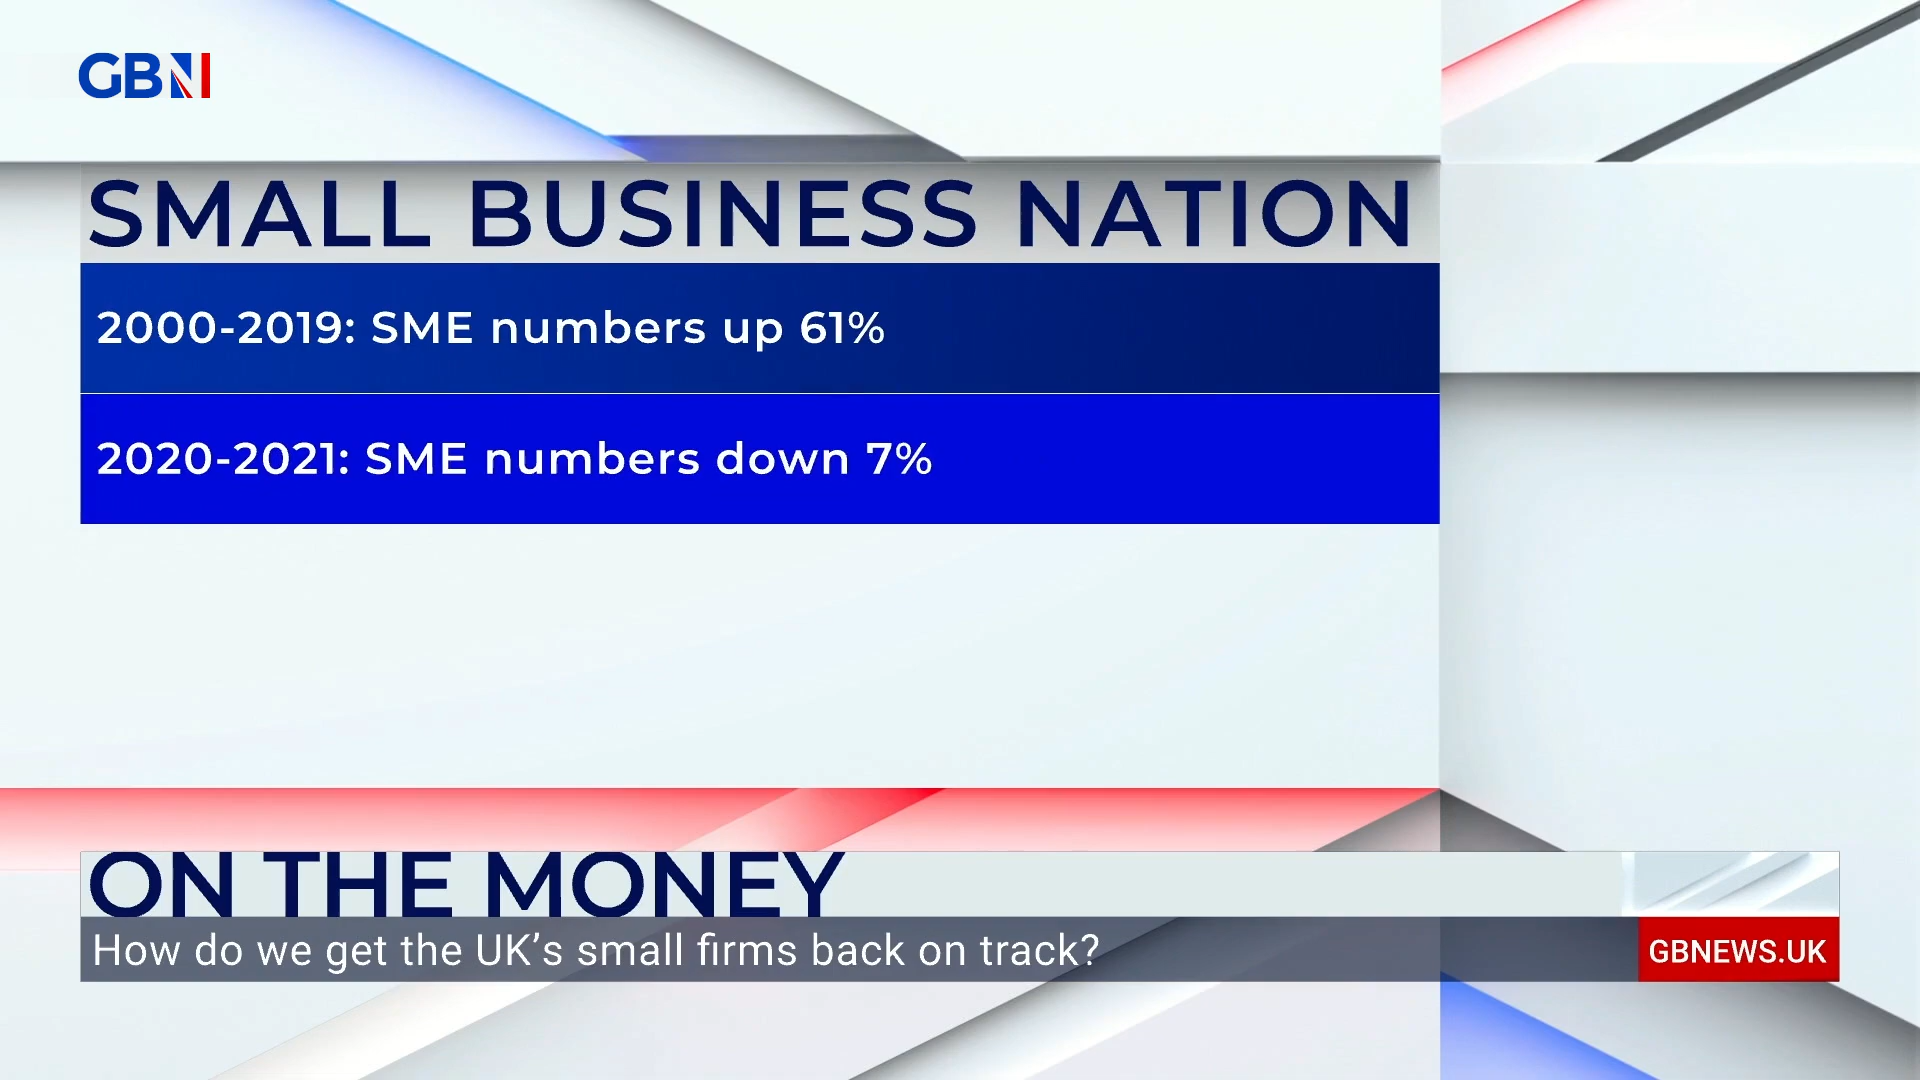 GBN
SMALL BUSINESS NATION
2000-2019: SME numbers up 61%
2020-2021: SME numbers down 7%
ON THE MONEY
How do we get the UK’s small firms back on track?
GBNEWS.UK